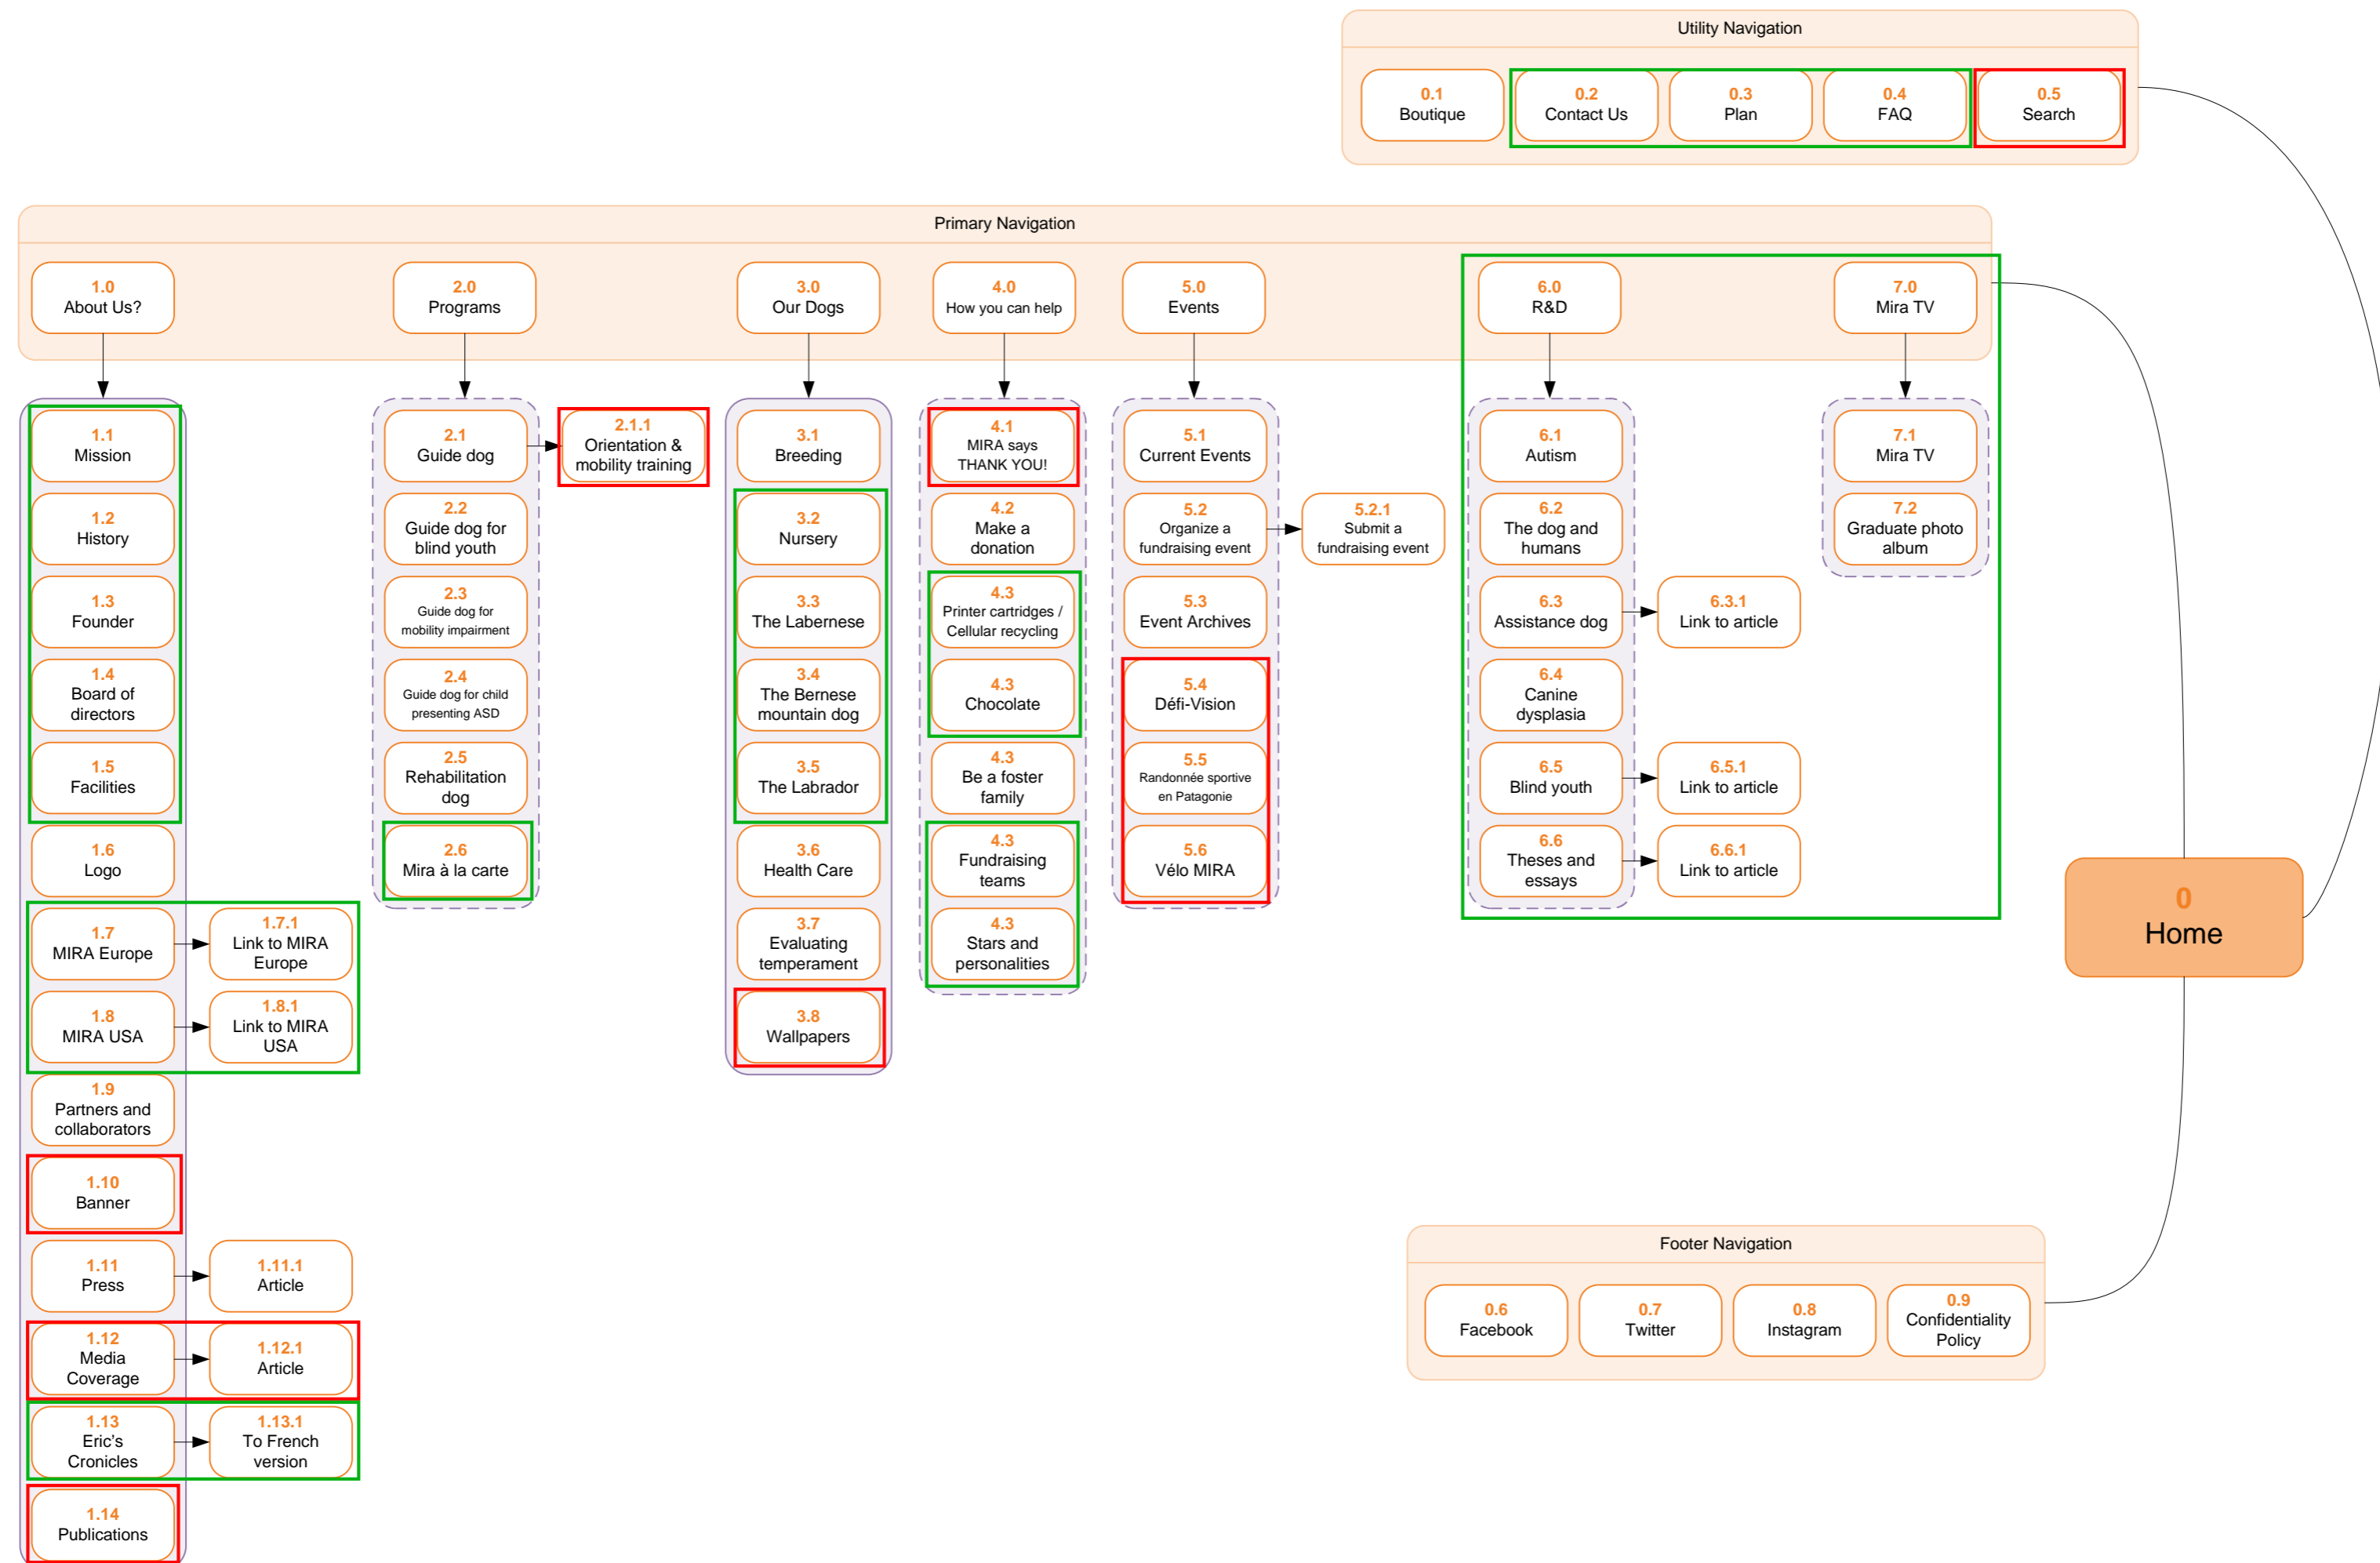 Utility Navigation
0.1
Boutique
0.2
Contact Us
0.3
Plan
0.4
FAQ
0.5
Search
Primary Navigation
1.0
About Us?
2.0
Programs
3.0
Our Dogs
4.0
How you can help
5.0
Events
6.0
R&D
7.0
Mira TV
1.1
Mission
1.2
History
1.3
Founder
1.4
Board of
directors
1.5
Facilities
1.6
Logo
1.7
MIRA Europe
1.7.1
Link to MIRA
Europe
1.8
MIRA USA
1.8.1
Link to MIRA
USA
1.9
Partners and
collaborators
1.10
Banner
1.11
Press
1.11.1
Article
1.12
Media
Coverage
1.12.1
Article
1.13
Eric's
Cronicles
1.13.1
To French
version
1.14
Publications
2.1
Guide dog
2.1.1
Orientation &
mobility training
2.2
Guide dog for
blind youth
2.3
Guide dog for
mobility impairment
2.4
Guide dog for child
presenting ASD
2.5
Rehabilitation
dog
2.6
Mira à la carte
3.1
Breeding
3.2
Nursery
3.3
The Labernese
3.4
The Bernese
mountain dog
3.5
The Labrador
3.6
Health Care
3.7
Evaluating
temperament
3.8
Wallpapers
4.1
MIRA says
THANK YOU!
4.2
Make a
donation
4.3
Printer cartridges /
Cellular recycling
4.3
Chocolate
4.3
Be a foster
family
4.3
Fundraising
teams
4.3
Stars and
personalities
5.1
Current Events
5.2
Organize a
fundraising event
5.2.1
Submit a
fundraising event
5.3
Event Archives
5.4
Défi-Vision
5.5
Randonnée sportive
en Patagonie
5.6
Vélo MIRA
6.1
Autism
6.2
The dog and
humans
6.3
Assistance dog
6.3.1
Link to article
6.4
Canine
dysplasia
6.5
Blind youth
6.5.1
Link to article
6.6
Theses and
essays
6.6.1
Link to article
7.1
Mira TV
7.2
Graduate photo
album
0
Home
Footer Navigation
0.6
Facebook
0.7
Twitter
0.8
Instagram
0.9
Confidentiality
Policy